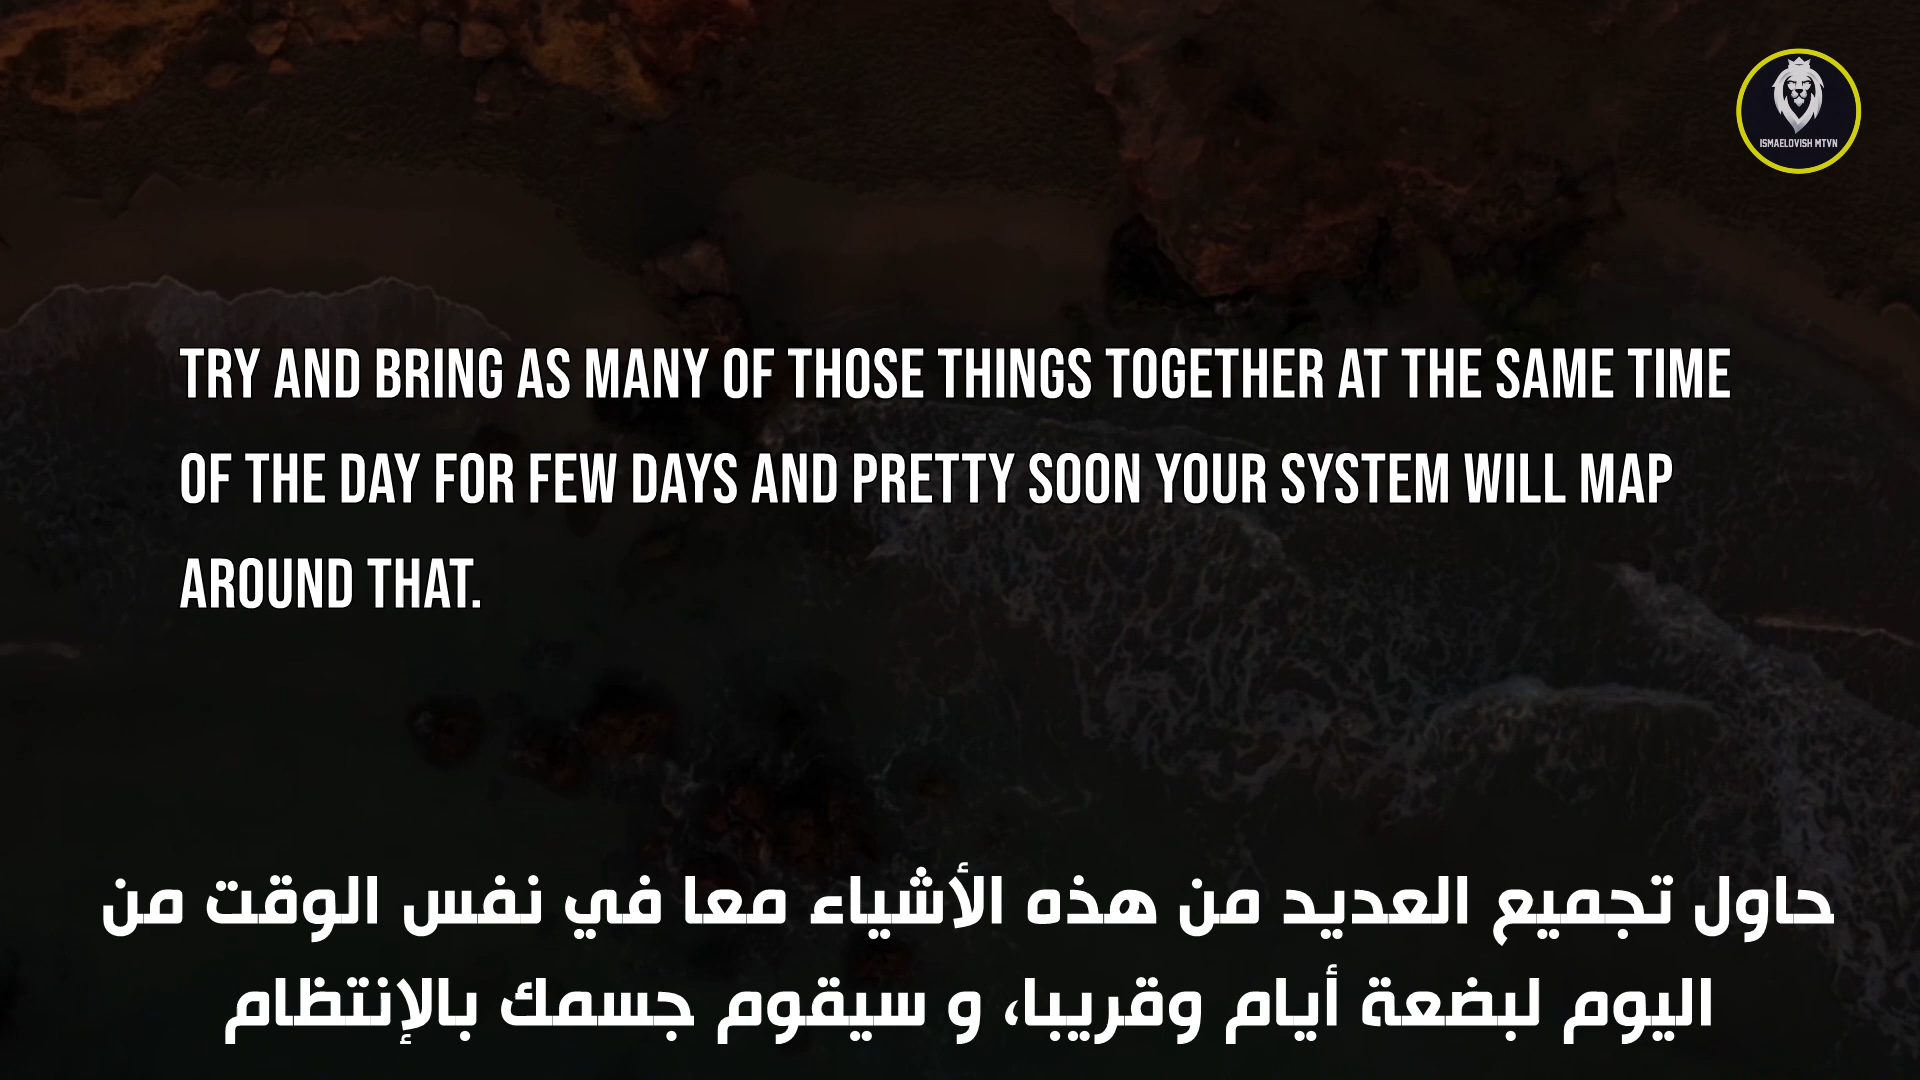 ISMAELOVISH MTVN
TRY AND BRING AS MANY OF THOSE THINGS TOGETHER AT THE SAME TIME
OF THE DAY FOR FEW DAYS AND PRETTY SOON YOUR SYSTEM WILL MAP
AROUND THAT.
حاول تجميع العديد من هذه الأشياء معا في نفس الوقت من
اليوم لبضعة أيام وقريبا، و سيقوم جسمك بالإنتظام